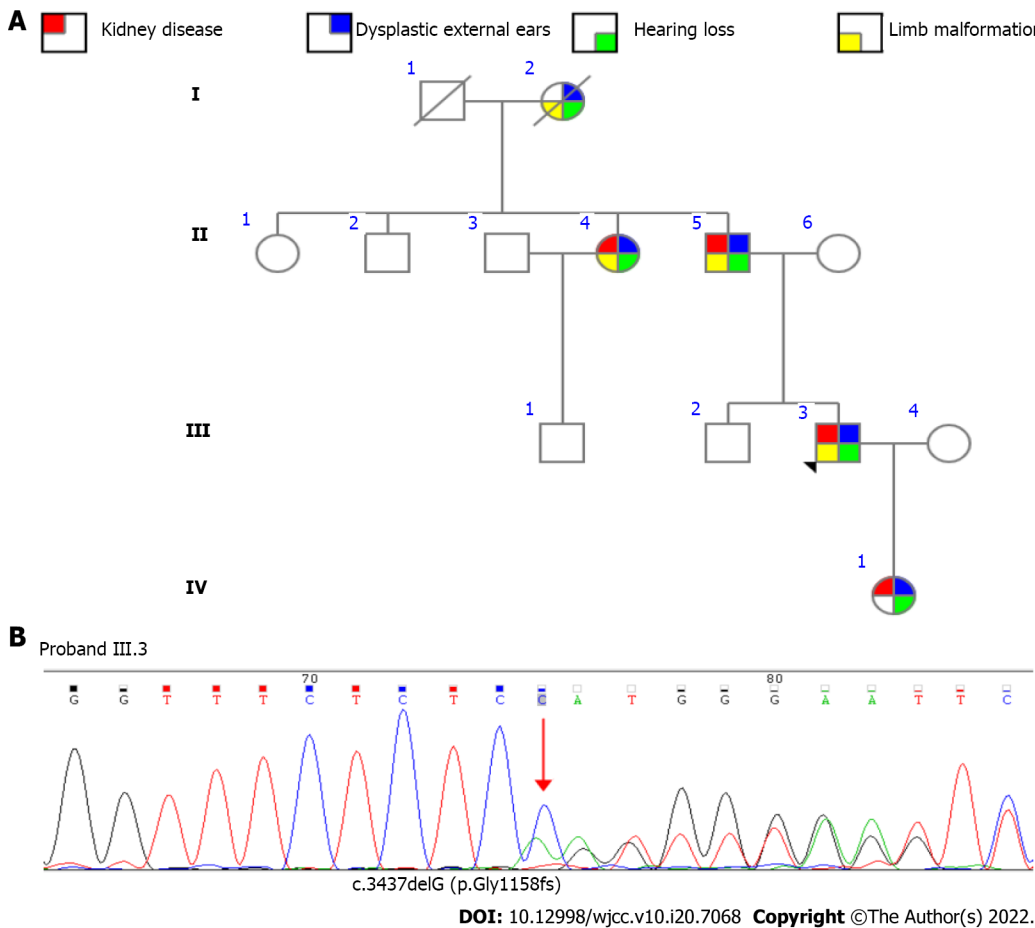 A Kidney disease Dysplastic external ears Hearing loss Limb malformation
1 2
I
1 2 3 4 5 6
II
1 2 3 4
III
1
IV
B
Proband III.3
70 80
G G T T T C T C T C C A T G G G A A T T C
c.3437delG (p.Gly1158fs)
DOI: 10.12998/wjcc.v10.i20.7068 Copyright ©The Author(s) 2022.